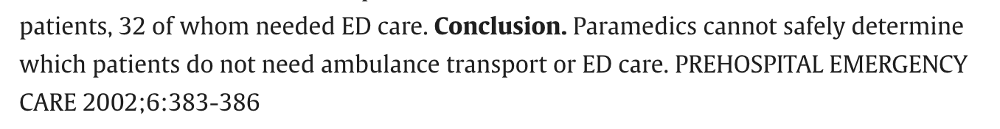 patients, 32 of whom needed ED care. Conclusion. Paramedics cannot safely determine
which patients do not need ambulance transport or ED care. PREHOSPITAL EMERGENCY
CARE 2002;6:383-386